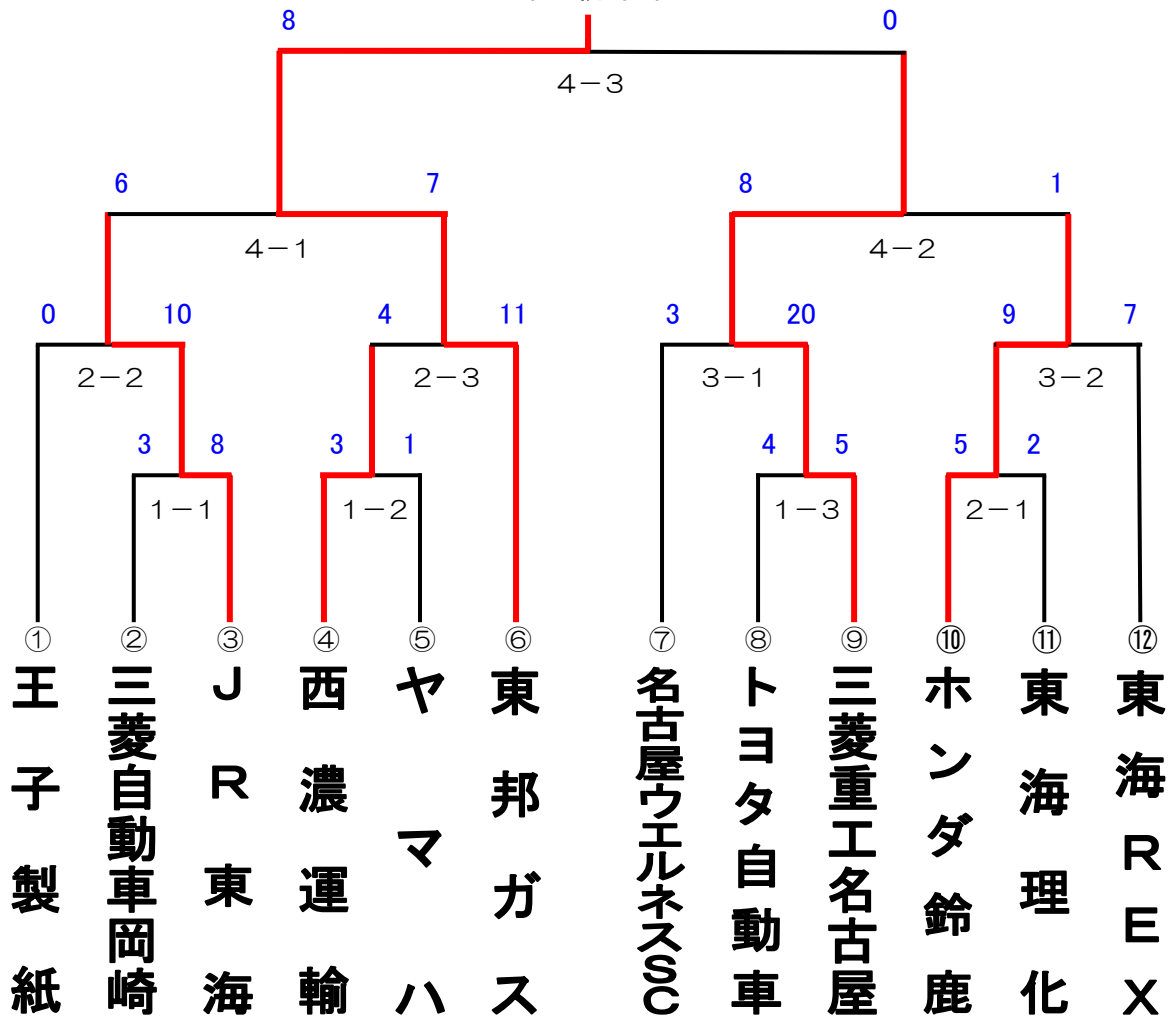 8 0
4－3
6 7 8 1
4－1 4－2
0 10 4 11 3 20 9 7
2－2 2－3 3－1 3－2
3 8 3 1 4 5 5 2
1－1 1－2 1－3 2－1
① ② ③ ④ ⑤ ⑥ ⑦ ⑧ ⑨ ⑩ ⑪ ⑫
王子製紙
三菱自動車岡崎
ＪＲ東海
西濃運輸
ヤマハ
東邦ガス
名古屋ウエルネスSC
トヨタ自動車
三菱重工名古屋
ホンダ鈴鹿
東海理化
東海ＲＥＸ